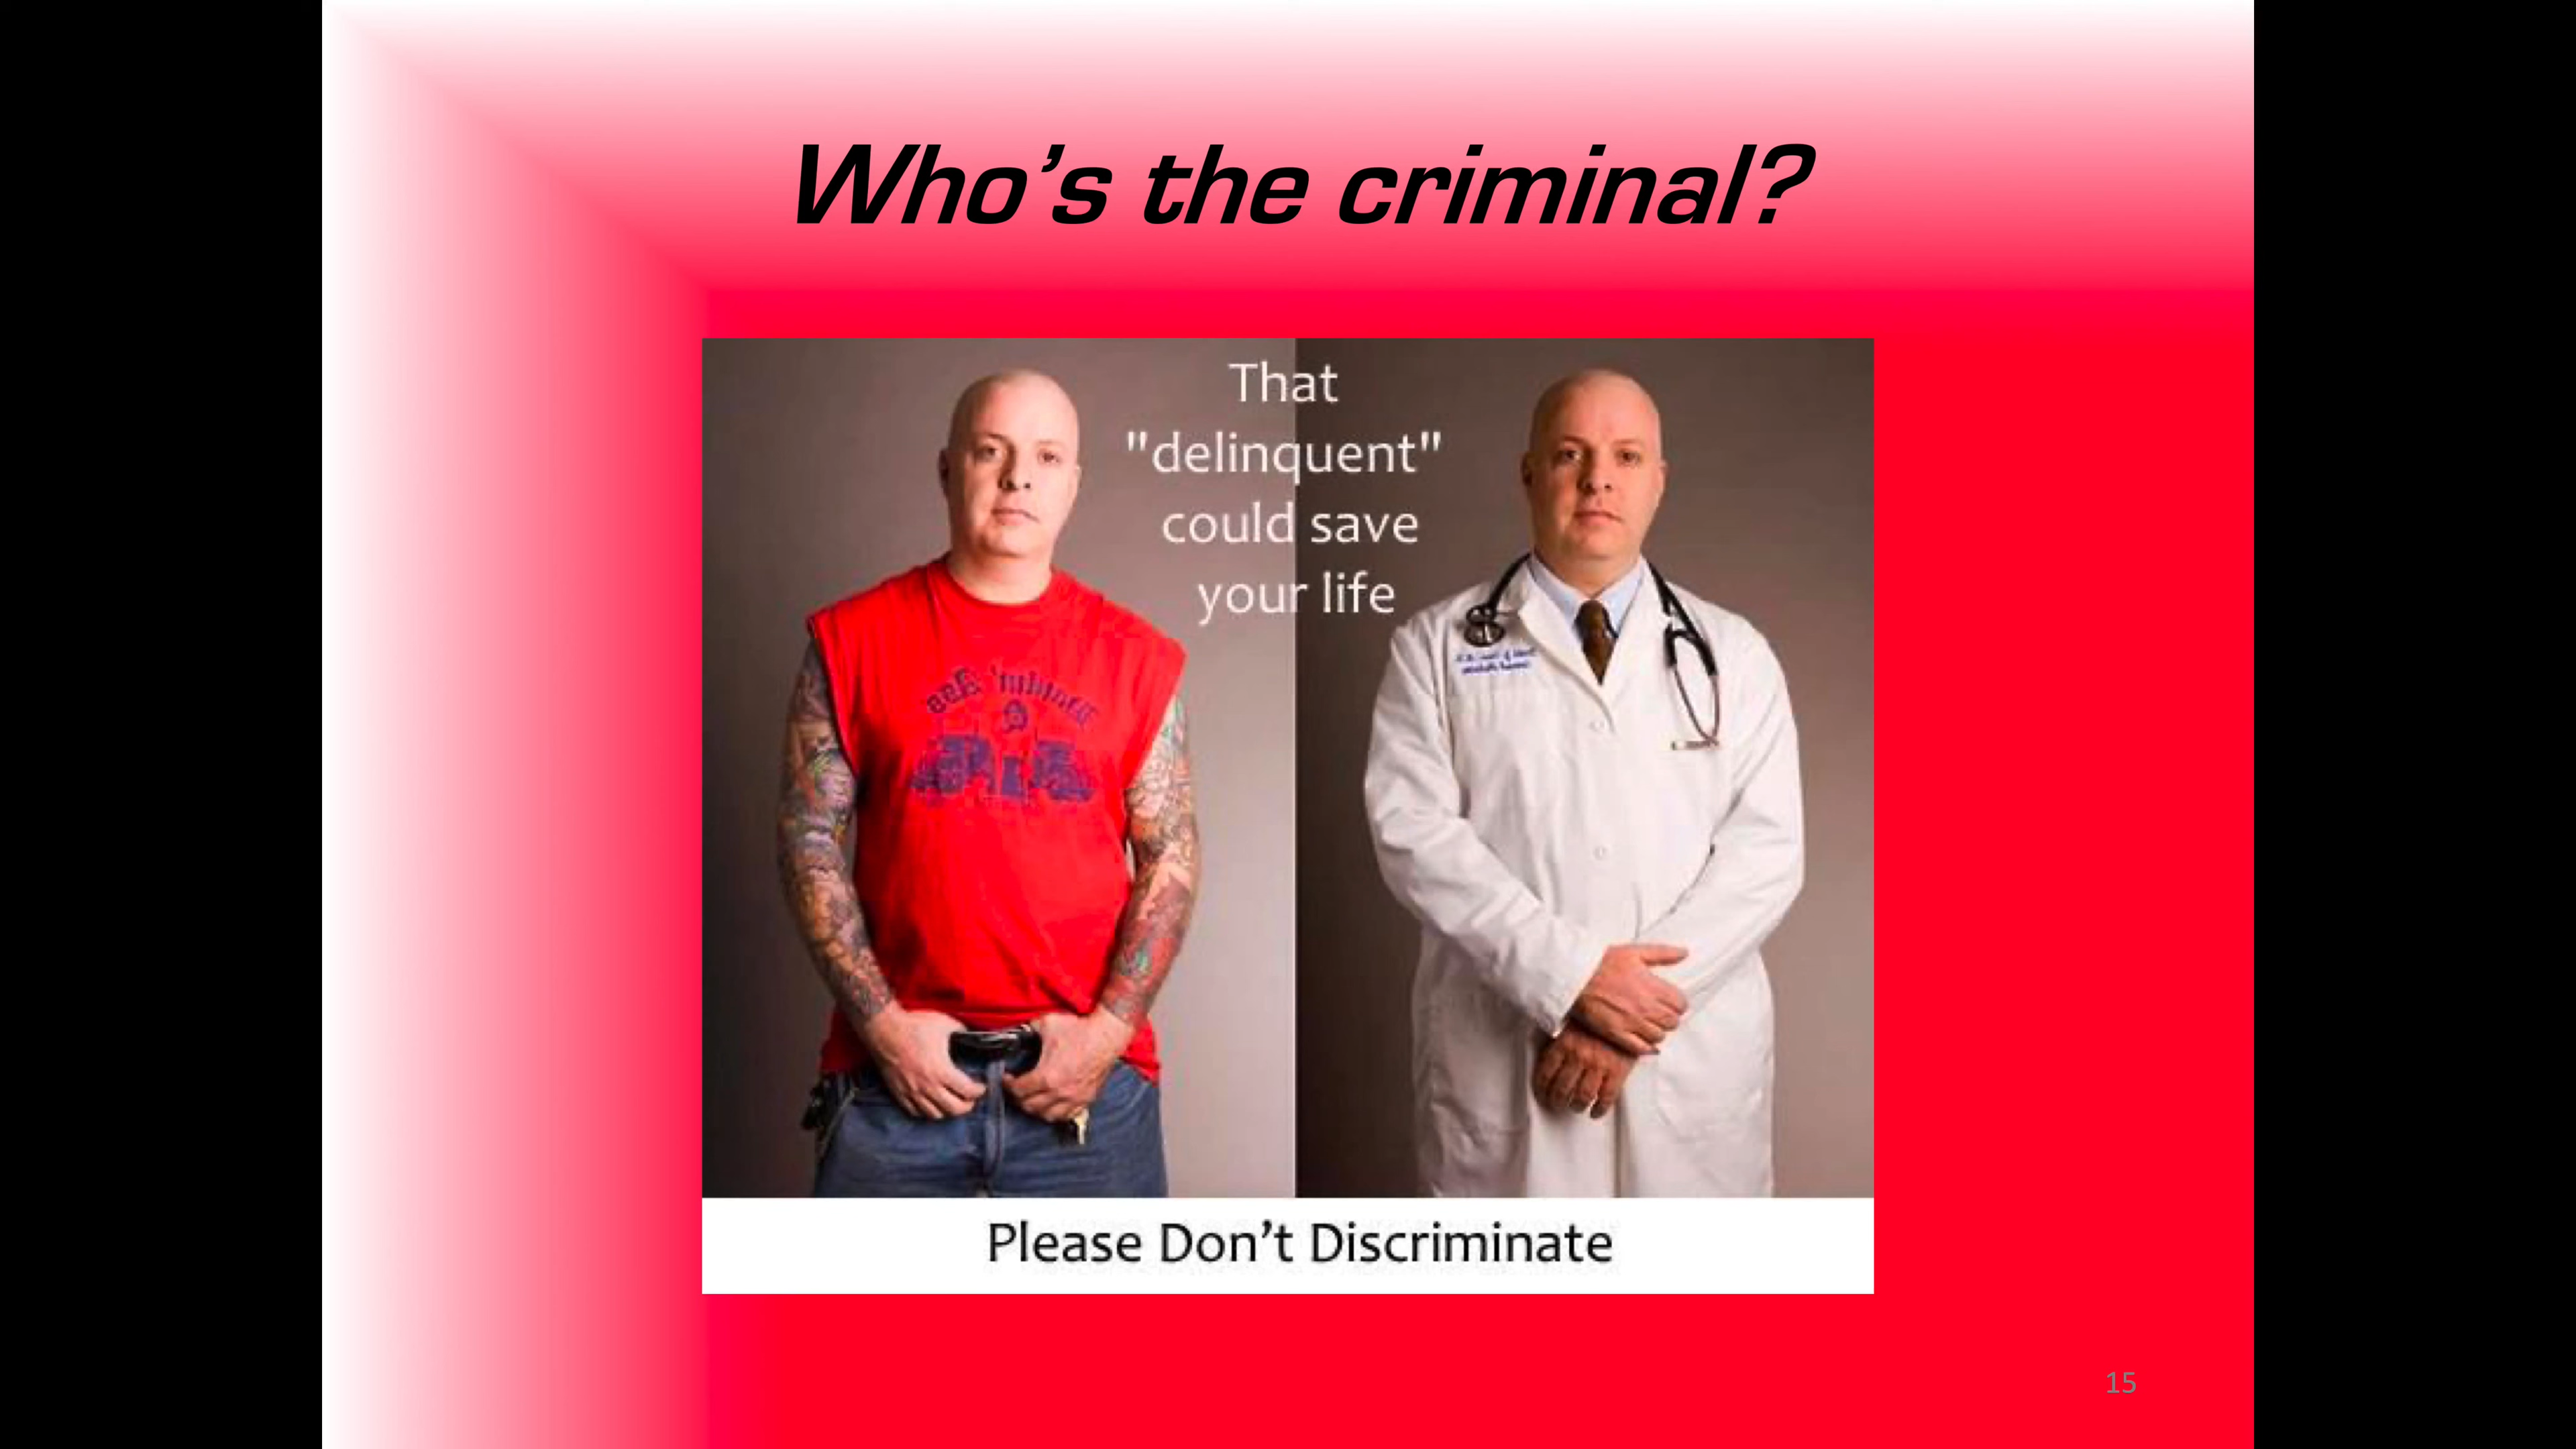 Who's the criminal?
That
"delinquent"
could save
your life
Please Don't Discriminate
15